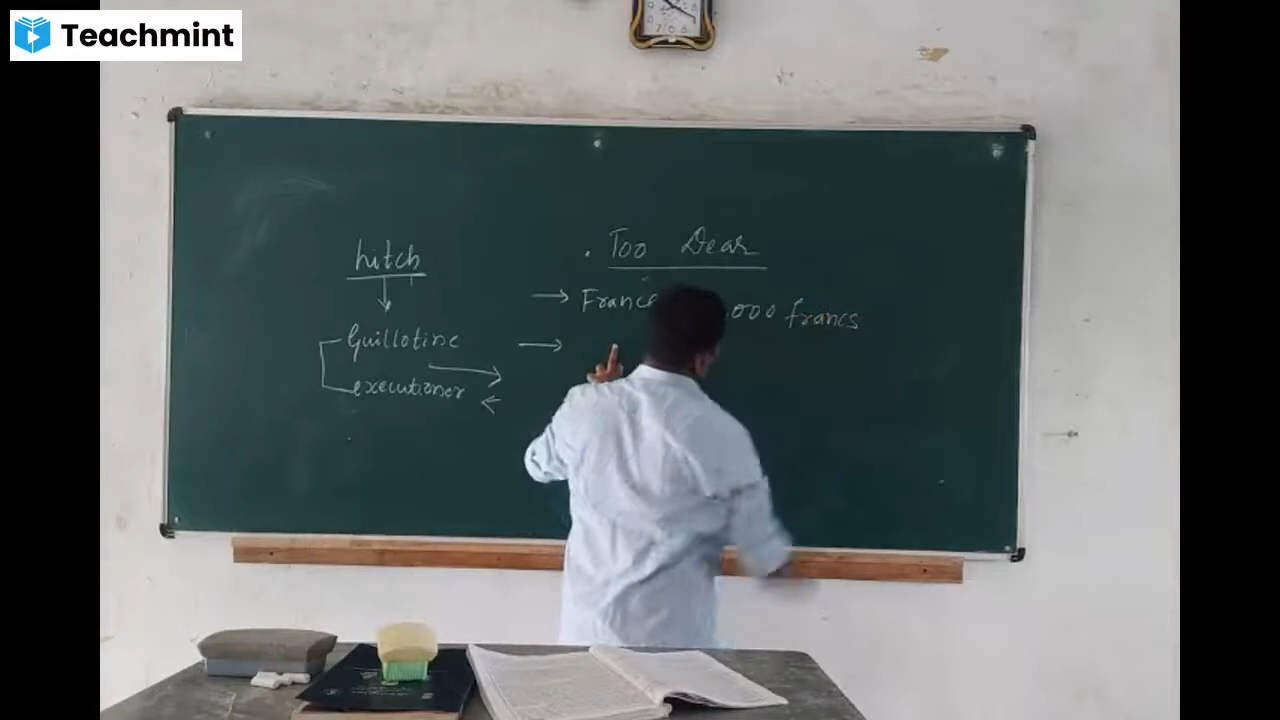 Teachmint
Too Dear
hitch
France ,000 francs
Guillotine
executioner